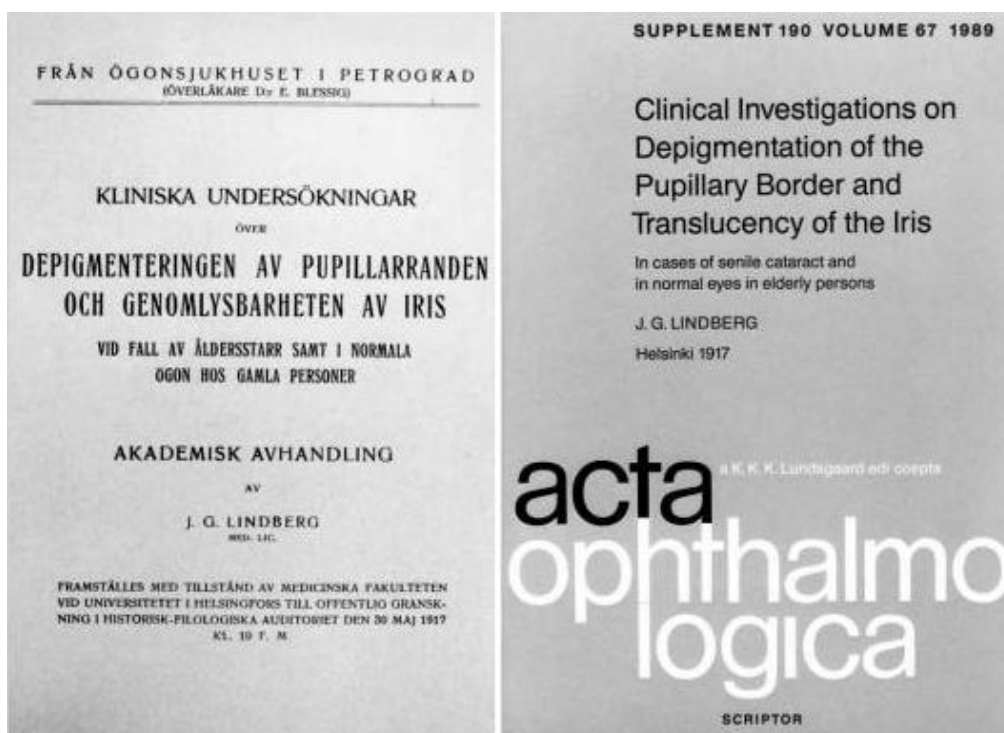 FRÅN ÖGONSJUKHUSET I PETROGRAD
(ÖVERLÄKARE D:r E. BLESSIG)
KLINISKA UNDERSÖKNINGAR
ÖVER
DEPIGMENTERINGEN AV PUPILLARRANDEN
OCH GENOMLYSBARHETEN AV IRIS
VID FALL AV ÅLDERSSTARR SAMT I NORMALA
ÖGON HOS GAMLA PERSONER
AKADEMISK AVHANDLING
AV
J. G. LINDBERG
MED. LIC.
FRAMSTÄLLES MED TILLSTÅND AV MEDICINSKA FAKULTETEN
VID UNIVERSITETET I HELSINGFORS TILL OFFENTLIG GRANSK-
NING I HISTORISK-FILOLOGISKA AUDITORIET DEN 30 MAJ 1917
KL. 10 F. M
SUPPLEMENT 190 VOLUME 67 1989
Clinical Investigations on
Depigmentation of the
Pupillary Border and
Translucency of the Iris
In cases of senile cataract and
in normal eyes in elderly persons
J. G. LINDBERG
Helsinki 1917
acta
a K. K. K. Lundsgaard edi coepta
ophthalmo
logica
SCRIPTOR